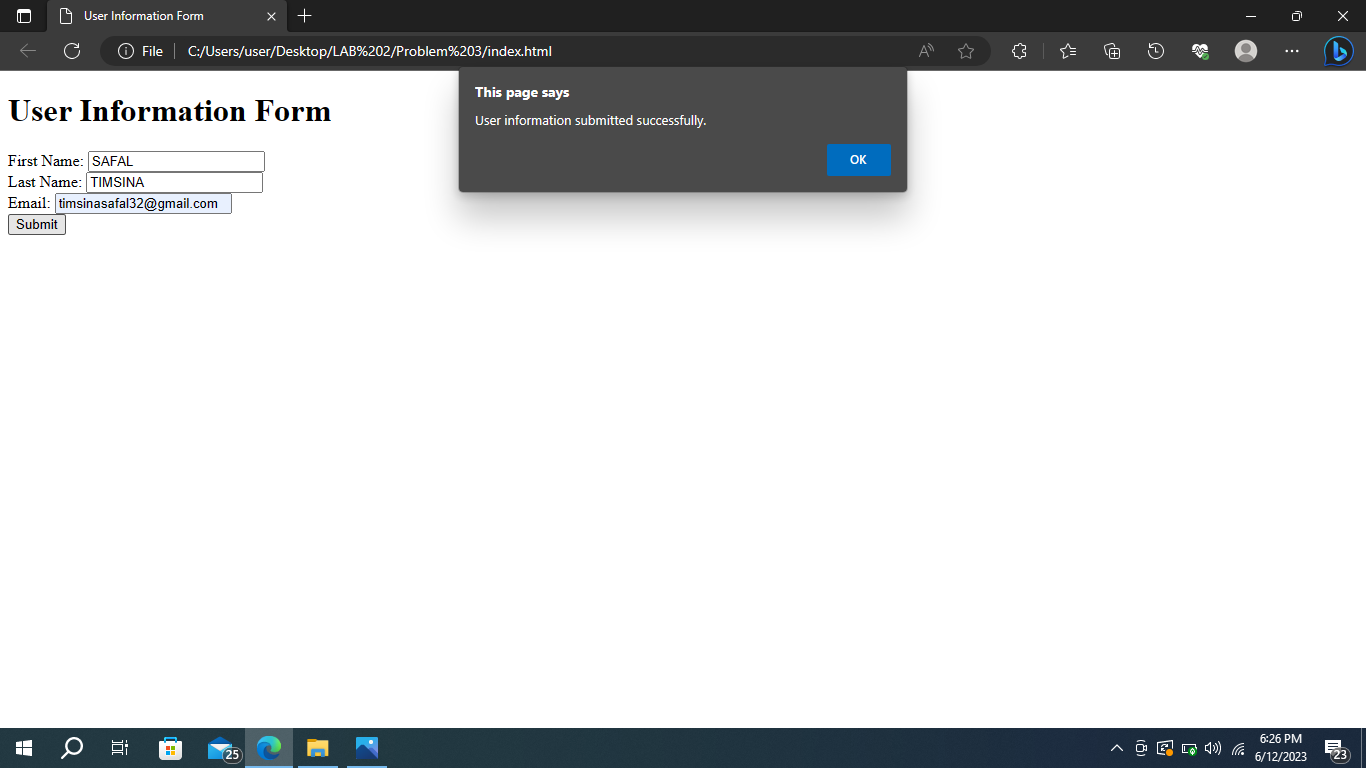 User Information Form
File C:/Users/user/Desktop/LAB%202/Problem%203/index.html
This page says
User information submitted successfully.
OK
User Information Form
First Name: SAFAL
Last Name: TIMSINA
Email: timsinasafal32@gmail.com
Submit
25
6:26 PM
6/12/2023
23